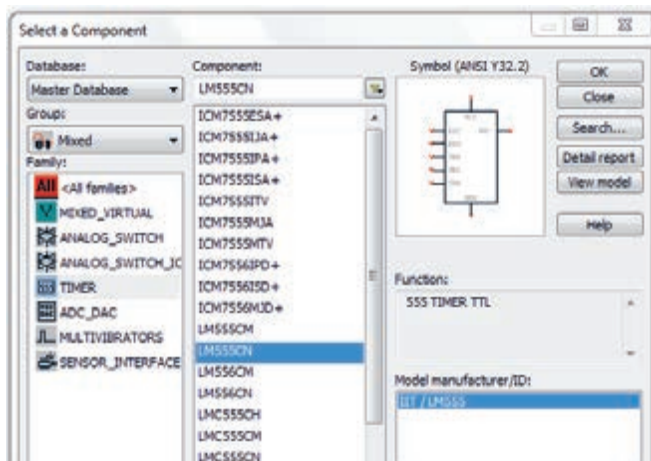 Select a Component
Database:
Master Database
Group:
Mixed
Family:
All <All families>
MIXED_VIRTUAL
ANALOG_SWITCH
ANALOG_SWITCH_IC
TIMER
ADC_DAC
MULTIVIBRATORS
SENSOR_INTERFACE
Component:
LM555CN
ICM7555ESA+
ICM7555IJA+
ICM7555IPA+
ICM7555ISA+
ICM7555ITV
ICM7555MJA
ICM7555MTV
ICM7556IPD+
ICM7556ISD+
ICM7556MJD+
LM555CM
LM555CN
LM556CM
LM556CN
LMC555CH
LMC555CM
LMC555CN
Symbol (ANSI Y32.2)
Function:
555 TIMER TTL
Model manufacturer/ID:
IIT / LM555
OK
Close
Search...
Detail report
View model
Help